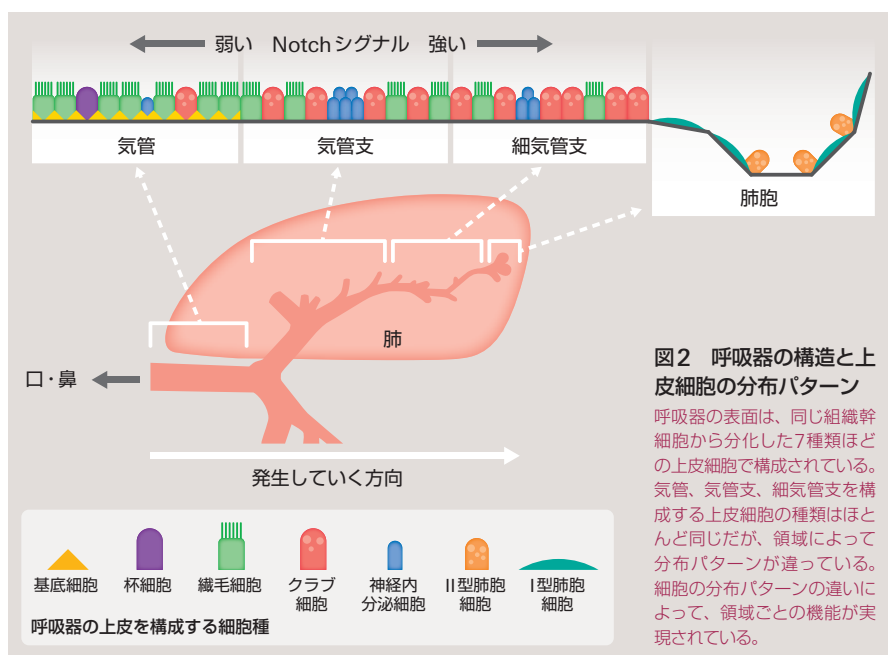 弱い Notchシグナル 強い
気管
気管支
細気管支
肺胞
肺
口・鼻
発生していく方向
図2 呼吸器の構造と上
皮細胞の分布パターン
呼吸器の表面は、同じ組織幹
細胞から分化した7種類ほど
の上皮細胞で構成されている。
気管、気管支、細気管支を構
成する上皮細胞の種類はほと
んど同じだが、領域によって
分布パターンが違っている。
細胞の分布パターンの違いに
よって、領域ごとの機能が実
現されている。
基底細胞
杯細胞
繊毛細胞
クラブ
細胞
神経内
分泌細胞
II型肺胞
細胞
I型肺胞
細胞
呼吸器の上皮を構成する細胞種